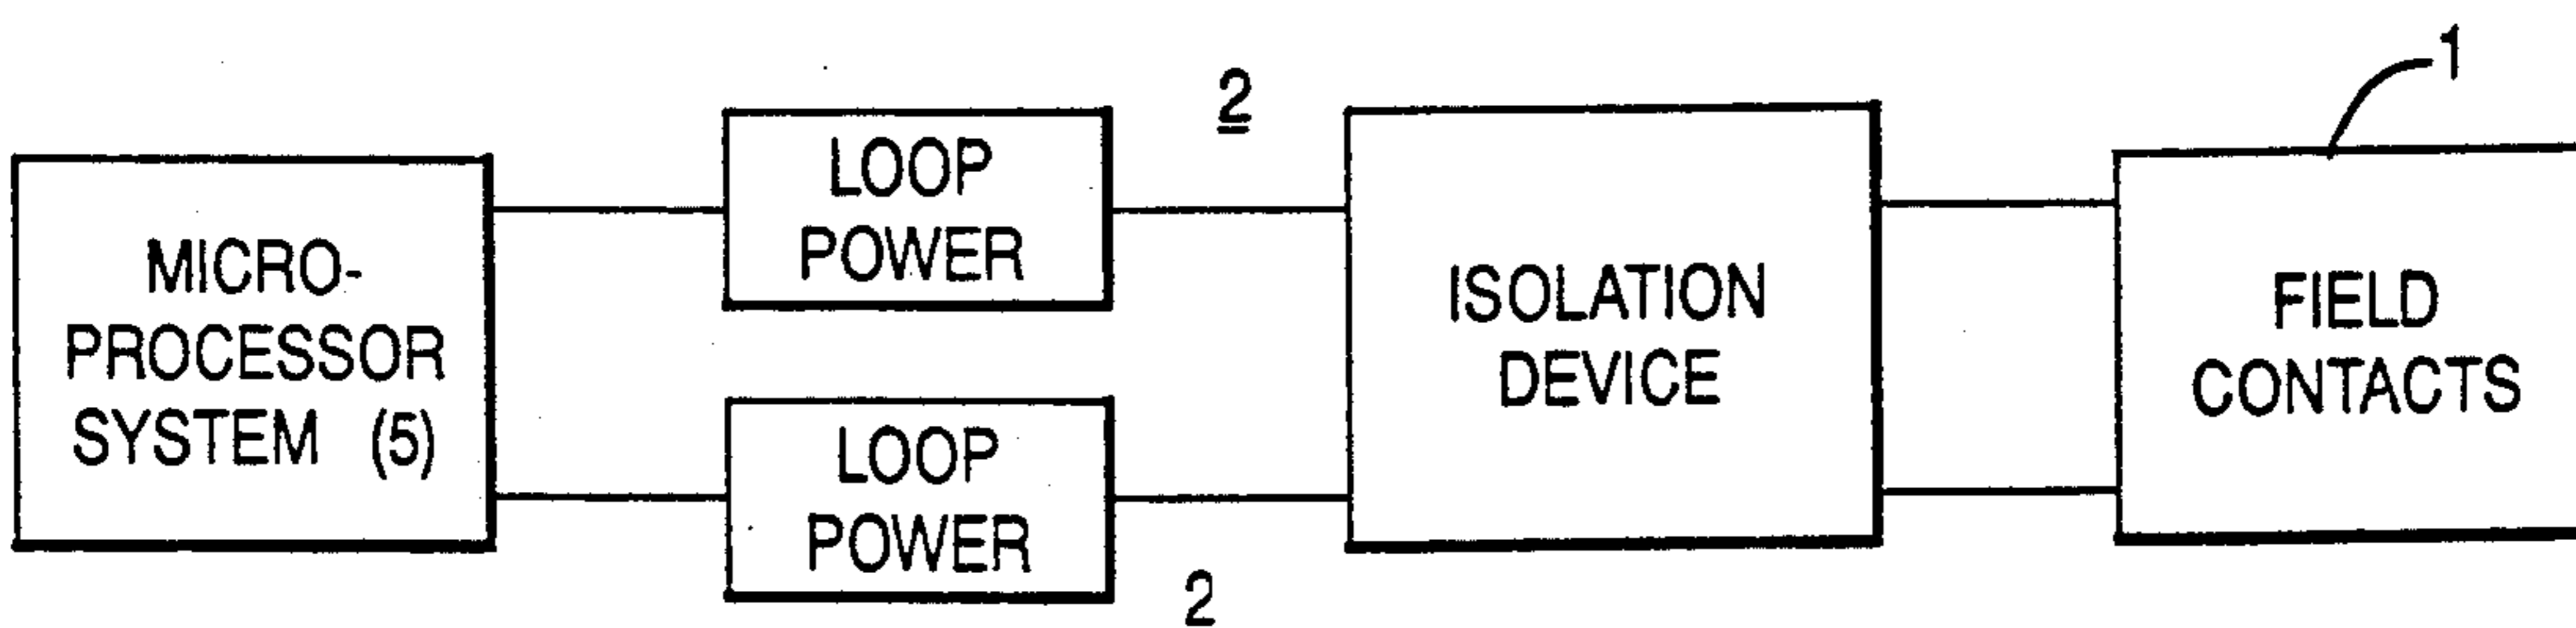 MICRO-
PROCESSOR
SYSTEM (5)
LOOP
POWER
2
LOOP
POWER
2
ISOLATION
DEVICE
1
FIELD
CONTACTS